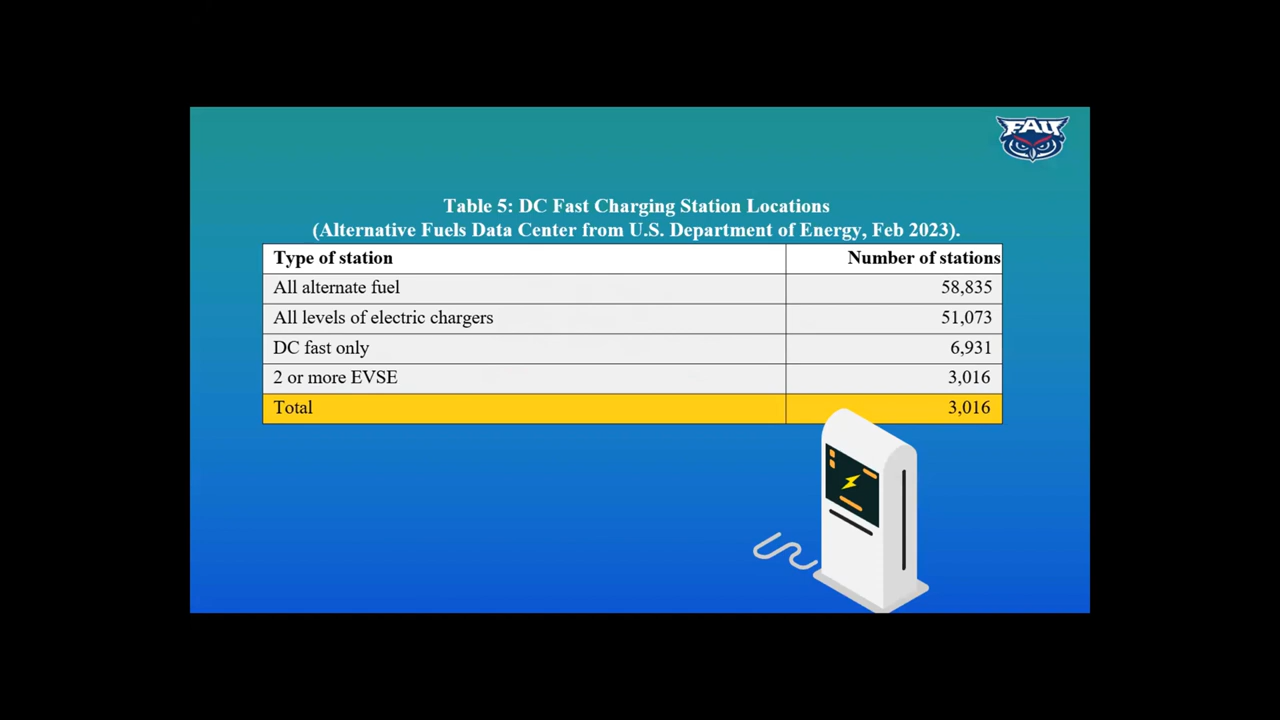 FAU
Table 5: DC Fast Charging Station Locations
(Alternative Fuels Data Center from U.S. Department of Energy, Feb 2023).
Type of station Number of stations
All alternate fuel 58,835
All levels of electric chargers 51,073
DC fast only 6,931
2 or more EVSE 3,016
Total 3,016